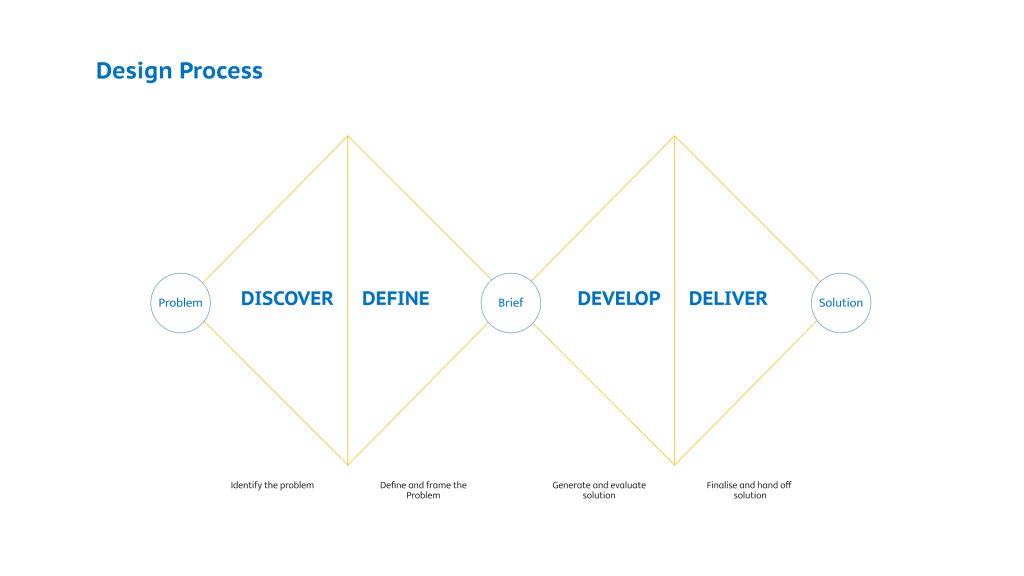 Design Process
Problem
DISCOVER
DEFINE
Brief
DEVELOP
DELIVER
Solution
Identify the problem
Define and frame the
Problem
Generate and evaluate
solution
Finalise and hand off
solution